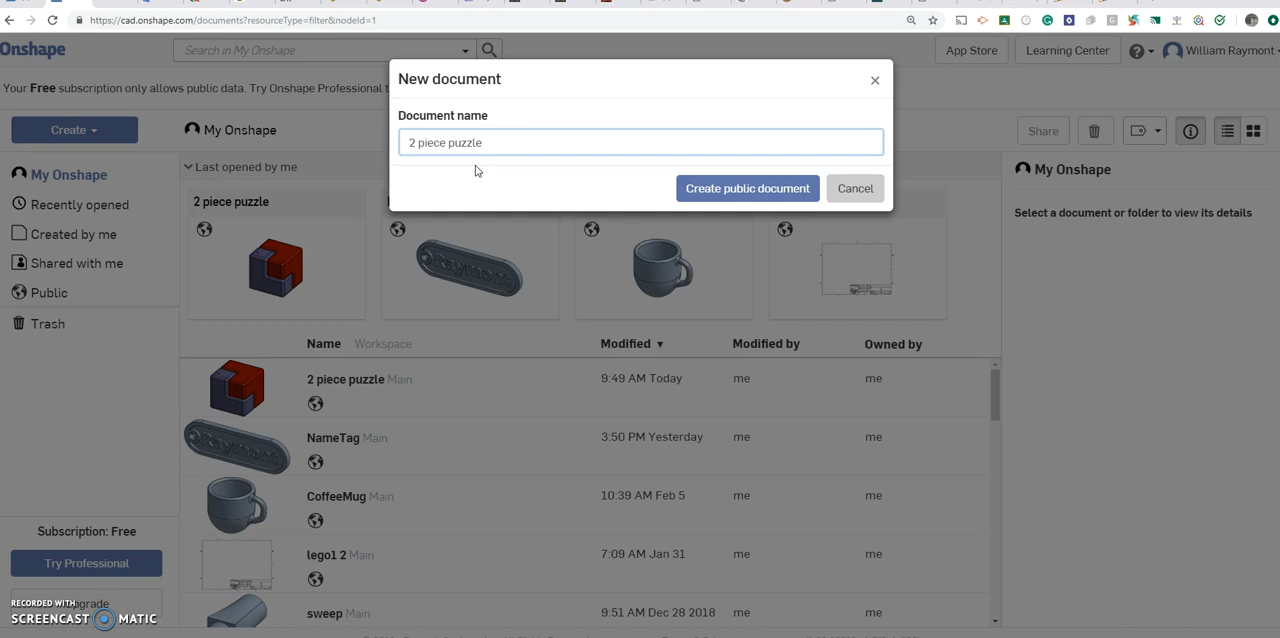 https://cad.onshape.com/documents?resourceType=filter&nodeId=1
Onshape
Search in My Onshape
App Store
Learning Center
William Raymont
Your Free subscription only allows public data. Try Onshape Professional
New document
×
Document name
2 piece puzzle
Create public document
Cancel
Create
My Onshape
Share
My Onshape
Recently opened
Created by me
Shared with me
Public
Trash
Last opened by me
2 piece puzzle
Raymont
My Onshape
Select a document or folder to view its details
Name Workspace Modified Modified by Owned by
2 piece puzzle Main 9:49 AM Today me me
NameTag Main 3:50 PM Yesterday me me
Raymont
CoffeeMug Main 10:39 AM Feb 5 me me
lego1 2 Main 7:09 AM Jan 31 me me
sweep Main 9:51 AM Dec 28 2018 me me
Subscription: Free
Try Professional
Upgrade
RECORDED WITH
SCREENCAST MATIC